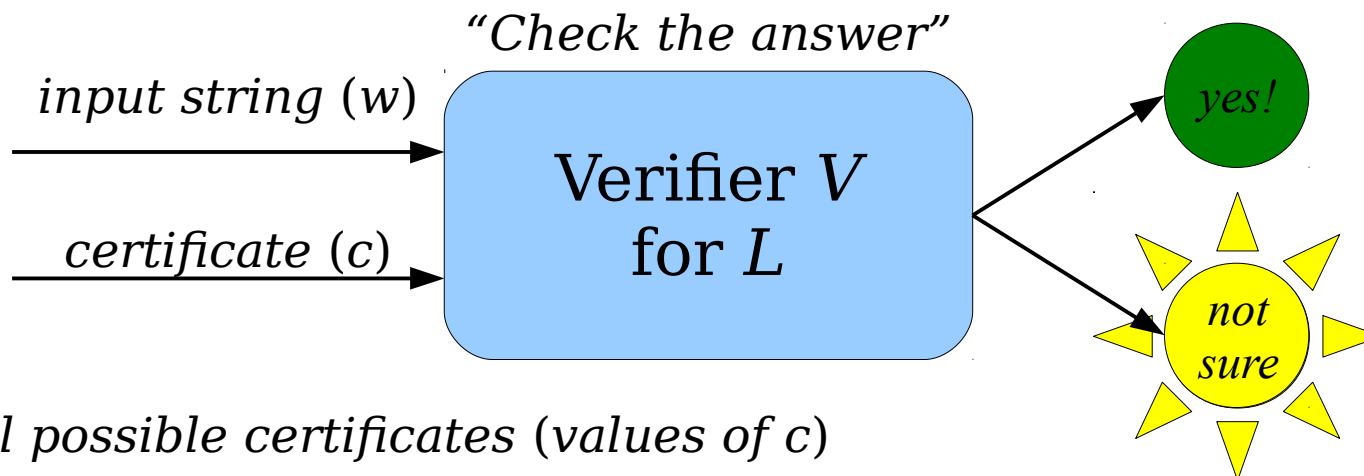 “Check the answer”
input string (w)
yes!
Verifier V
for L
certificate (c)
not
sure
possible certificates (values of c)